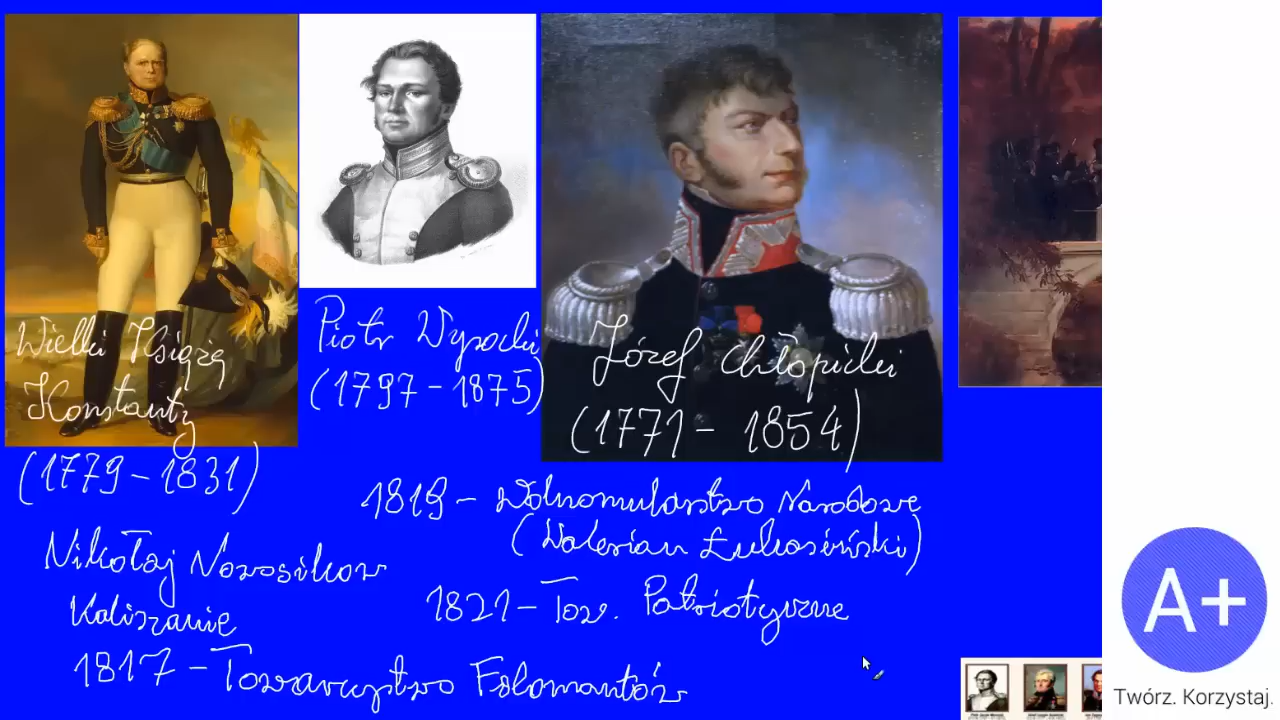 Wielki Książę
Konstanty
(1779-1831)
Piotr Wysocki
(1797-1875)
Józef Chłopicki
(1771- 1854)
1819- Wolnomularstwo Narodowe
(Walerian Łukasiński)
Nikołaj Nowosilcow
1821- Tow. Patriotyczne
Kaliszanie
1817 - Towarzystwo Filomatów
A+
Twórz. Korzystaj.